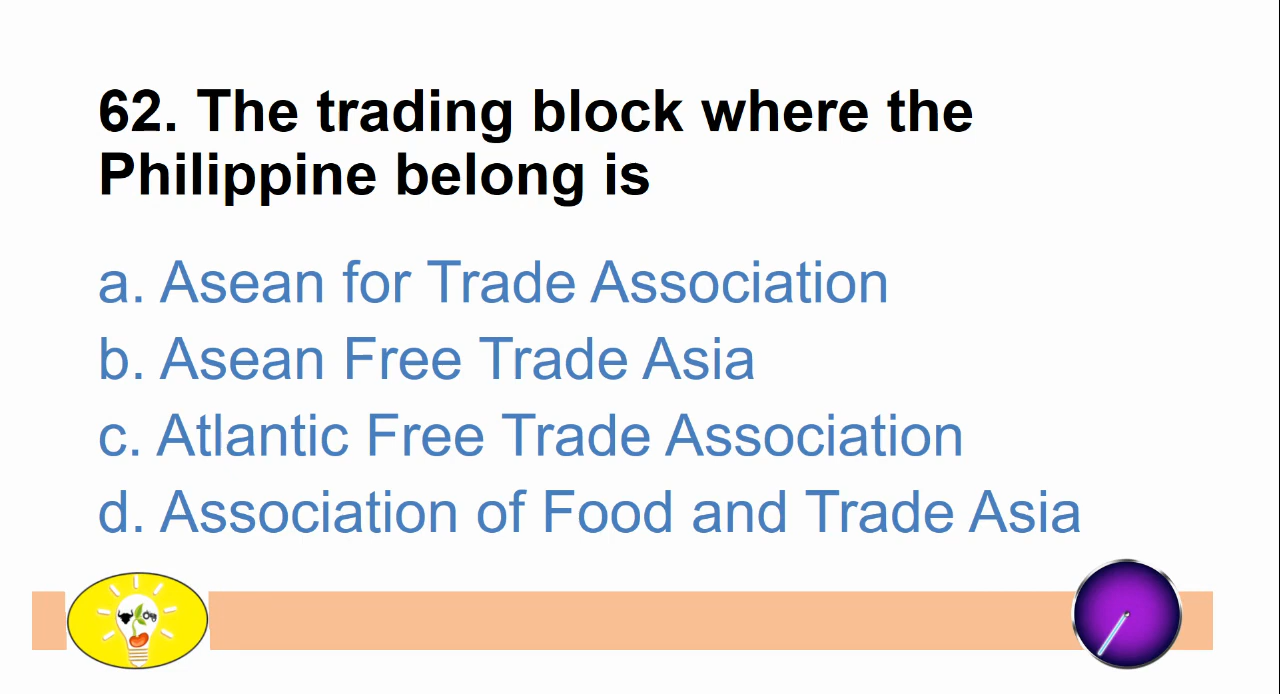 62. The trading block where the
Philippine belong is
a. Asean for Trade Association
b. Asean Free Trade Asia
c. Atlantic Free Trade Association
d. Association of Food and Trade Asia